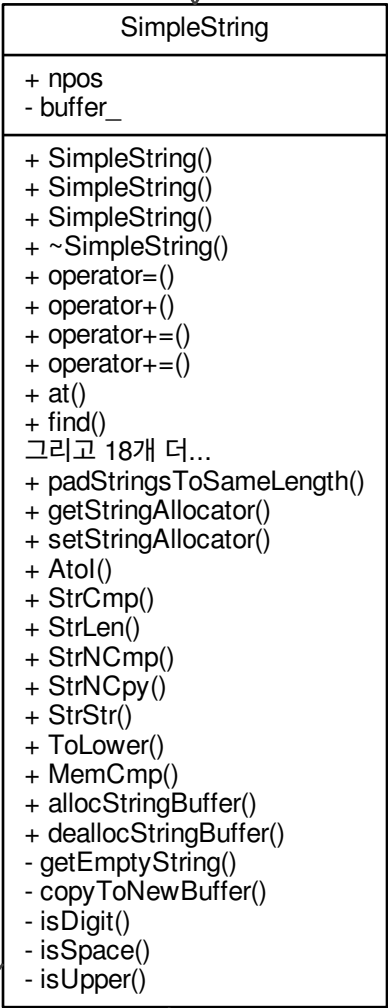 SimpleString
+ npos
- buffer_
+ SimpleString()
+ SimpleString()
+ SimpleString()
+ ~SimpleString()
+ operator=()
+ operator+()
+ operator+=()
+ operator+=()
+ at()
+ find()
그리고 18개 더...
+ padStringsToSameLength()
+ getStringAllocator()
+ setStringAllocator()
+ AtoI()
+ StrCmp()
+ StrLen()
+ StrNCmp()
+ StrNCpy()
+ StrStr()
+ ToLower()
+ MemCmp()
+ allocStringBuffer()
+ deallocStringBuffer()
- getEmptyString()
- copyToNewBuffer()
- isDigit()
- isSpace()
- isUpper()